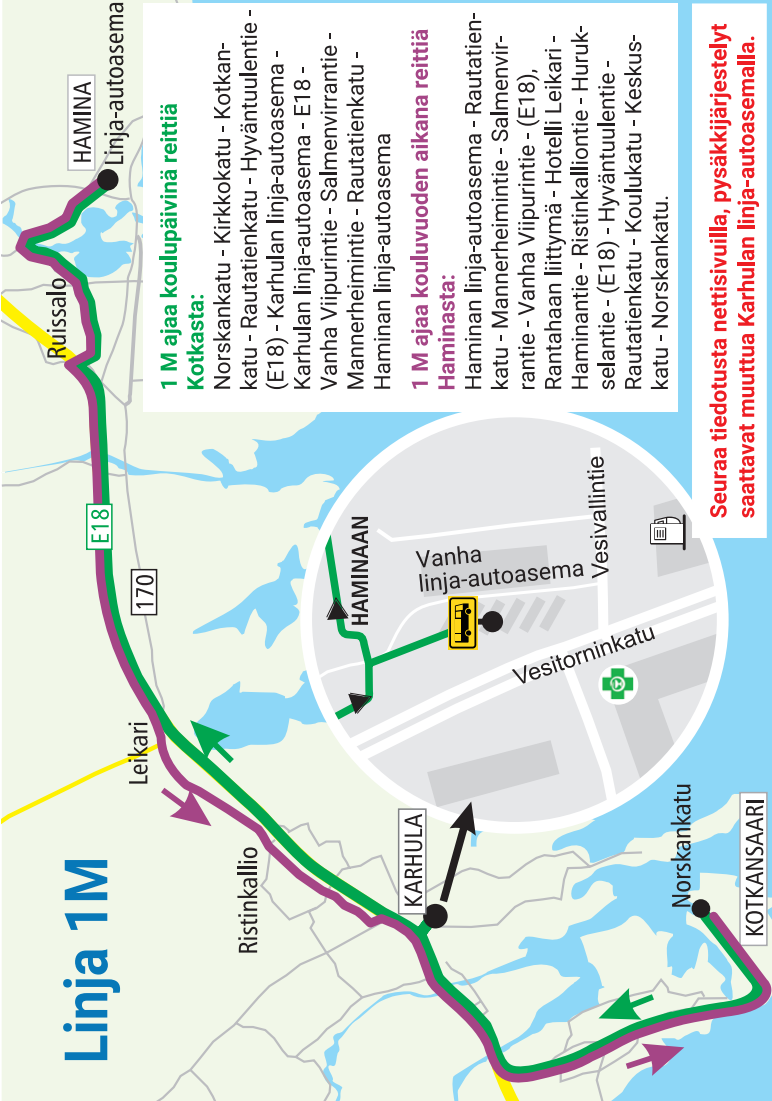 Linja 1M
HAMINA
Linja-autoasema
Ruissalo
E18
170
Leikari
Ristinkallio
KARHULA
Norskankatu
KOTKANSAARI
HAMINAAN
Vanha
linja-autoasema
Vesivallintie
Vesitorninkatu
1 M ajaa koulupäivinä reittiä
Kotkasta:
Norskankatu - Kirkkokatu - Kotkan-
katu - Rautatienkatu - Hyväntuulentie -
(E18) - Karhulan linja-autoasema -
Karhulan linja-autoasema - E18 -
Vanha Viipurintie - Salmenvirrantie -
Mannerheimintie - Rautatienkatu -
Haminan linja-autoasema
1 M ajaa kouluvuoden aikana reittiä
Haminasta:
Haminan linja-autoasema - Rautatien-
katu - Mannerheimintie - Salmenvir-
rantie - Vanha Viipurintie - (E18),
Rantahaan liittymä - Hotelli Leikari -
Haminantie - Ristinkalliontie - Huruk-
selantie - (E18) - Hyväntuulentie -
Rautatienkatu - Koulukatu - Keskus-
katu - Norskankatu.
Seuraa tiedotusta nettisivuilla, pysäkkijärjestelyt
saattavat muuttua Karhulan linja-autoasemalla.